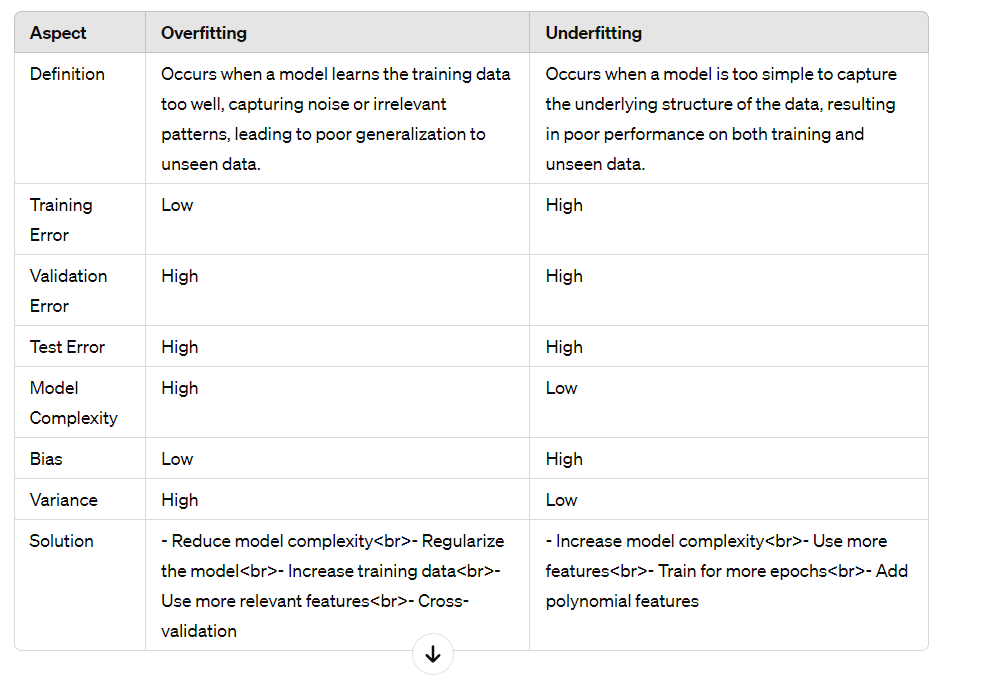 Aspect Overfitting Underfitting
Definition Occurs when a model learns the training data Occurs when a model is too simple to capture
too well, capturing noise or irrelevant the underlying structure of the data, resulting
patterns, leading to poor generalization to in poor performance on both training and
unseen data. unseen data.
Training Low High
Error
Validation High High
Error
Test Error High High
Model High Low
Complexity
Bias Low High
Variance High Low
Solution - Reduce model complexity<br>- Regularize - Increase model complexity<br>- Use more
the model<br>- Increase training data<br>- features<br>- Train for more epochs<br>- Add
Use more relevant features<br>- Cross- polynomial features
validation